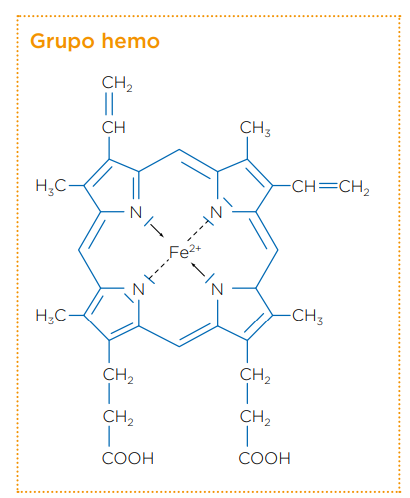 Grupo hemo
CH₂
CH
CH₃
H₃C
CH=CH₂
N
N
Fe²⁺
N
N
H₃C
CH₃
CH₂
CH₂
CH₂
CH₂
COOH
COOH